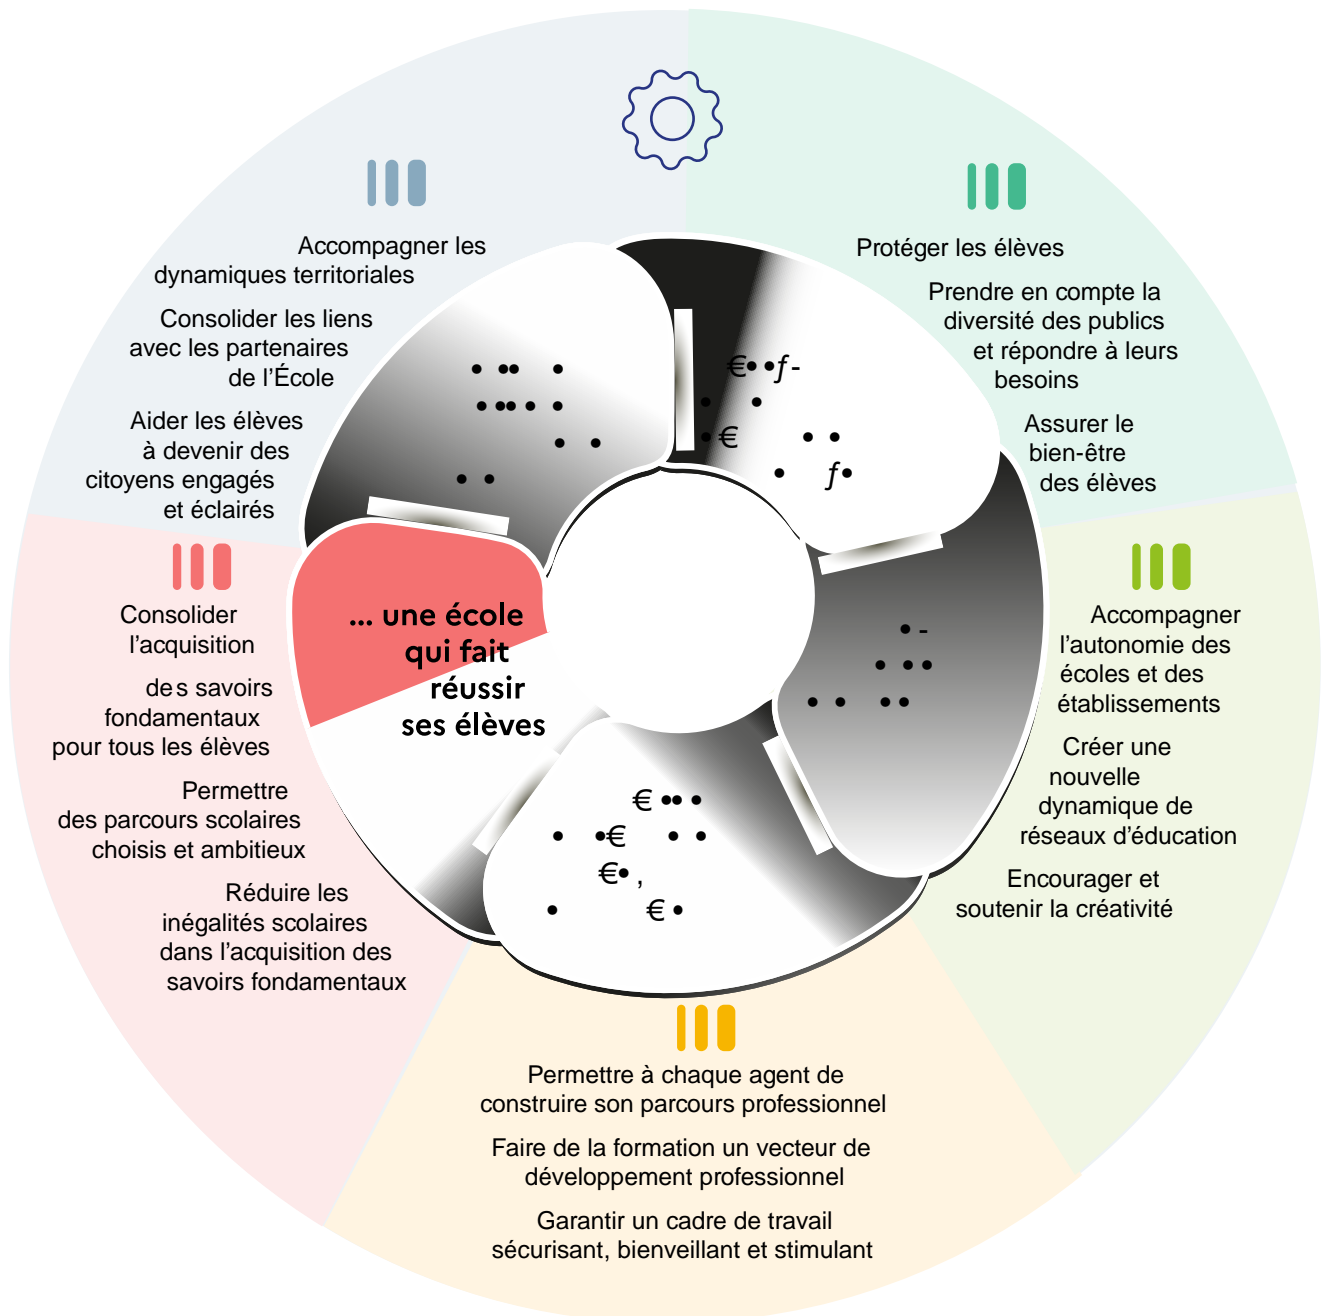 Accompagner les
dynamiques territoriales
Consolider les liens
avec les partenaires
de l’École
Aider les élèves
à devenir des
citoyens engagés
et éclairés
Protéger les élèves
Prendre en compte la
diversité des publics
et répondre à leurs
besoins
Assurer le
bien-être
des élèves
Accompagner
l’autonomie des
écoles et des
établissements
Créer une
nouvelle
dynamique de
réseaux d’éducation
Encourager et
soutenir la créativité
Permettre à chaque agent de
construire son parcours professionnel
Faire de la formation un vecteur de
développement professionnel
Garantir un cadre de travail
sécurisant, bienveillant et stimulant
Consolider
l’acquisition
des savoirs
fondamentaux
pour tous les élèves
Permettre
des parcours scolaires
choisis et ambitieux
Réduire les
inégalités scolaires
dans l’acquisition des
savoirs fondamentaux
... une école
qui fait
réussir
ses élèves